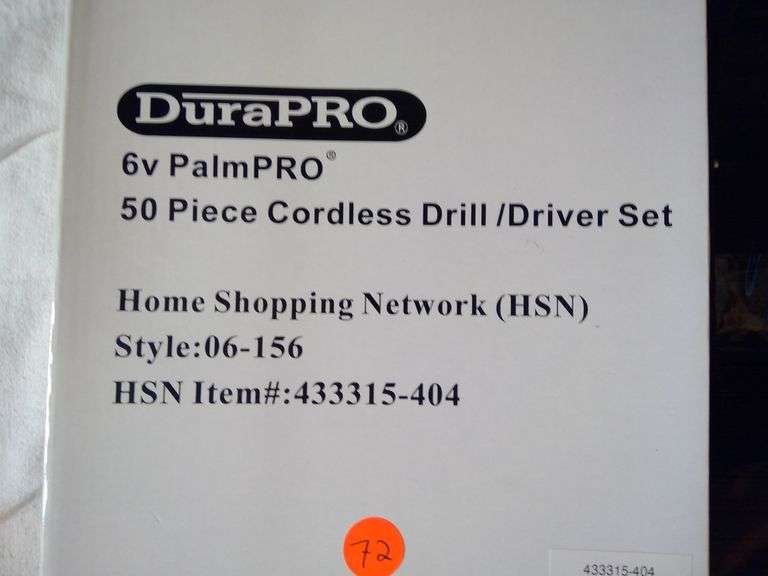 DuraPRO®
6v PalmPRO®
50 Piece Cordless Drill /Driver Set
Home Shopping Network (HSN)
Style:06-156
HSN Item#:433315-404
72
433315-404